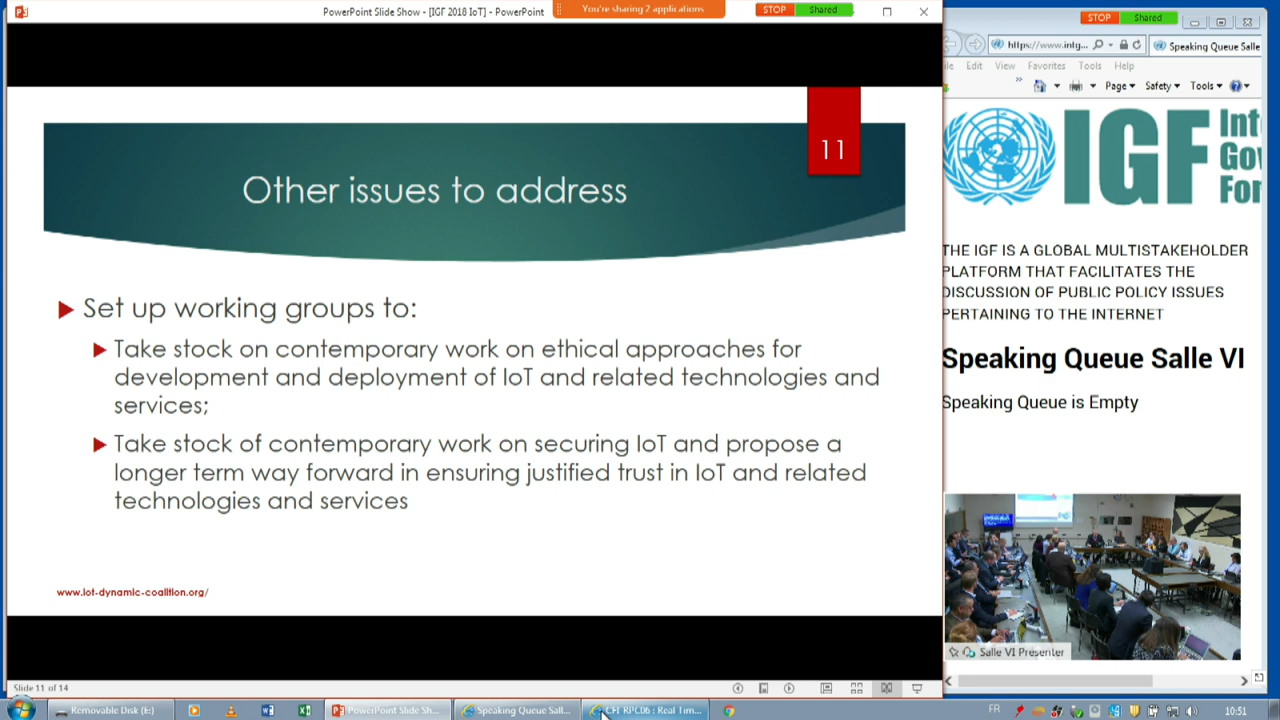 PowerPoint Slide Show - [IGF 2018 IoT] - PowerPoint
You're sharing 2 applications
STOP Shared
STOP Shared
https://www.intg...
Speaking Queue Salle
Edit View Favorites Tools Help
Page Safety Tools
11
Other issues to address
Set up working groups to:
Take stock on contemporary work on ethical approaches for
development and deployment of IoT and related technologies and
services;
Take stock of contemporary work on securing IoT and propose a
longer term way forward in ensuring justified trust in IoT and related
technologies and services
www.iot-dynamic-coalition.org/
IGF
THE IGF IS A GLOBAL MULTISTAKEHOLDER
PLATFORM THAT FACILITATES THE
DISCUSSION OF PUBLIC POLICY ISSUES
PERTAINING TO THE INTERNET
Speaking Queue Salle VI
Speaking Queue is Empty
Salle VI Presenter
Slide 11 of 14
Removable Disk (E:)
PowerPoint Slide Sh...
Speaking Queue Sall...
CFI RPCD6 : Real Tim...
FR
10:51